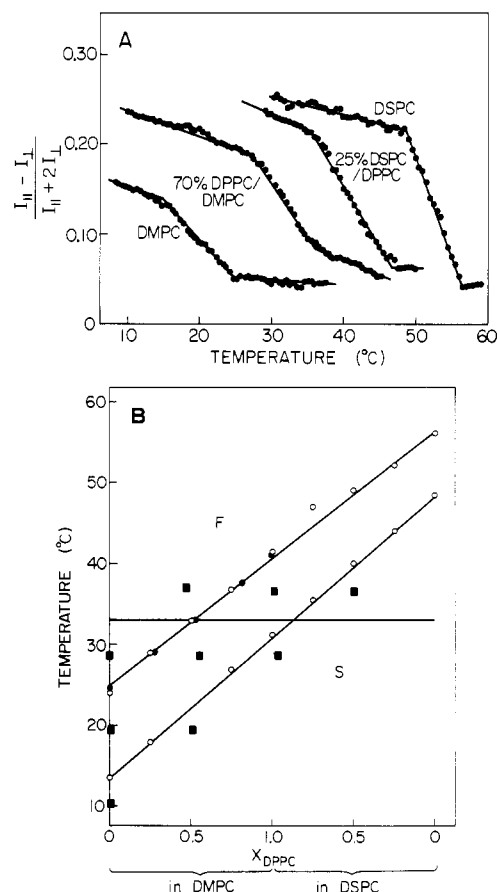 A
I∥ − I⊥
I∥ + 2I⊥
0.30
0.20
0.10
0
DMPC
70% DPPC/
DMPC
25% DSPC
/DPPC
DSPC
10 20 30 40 50 60
TEMPERATURE (°C)
B
TEMPERATURE (°C)
60
50
40
30
20
10
F
S
0 0.5 1.0 0.5 0
X_DPPC
in DMPC in DSPC